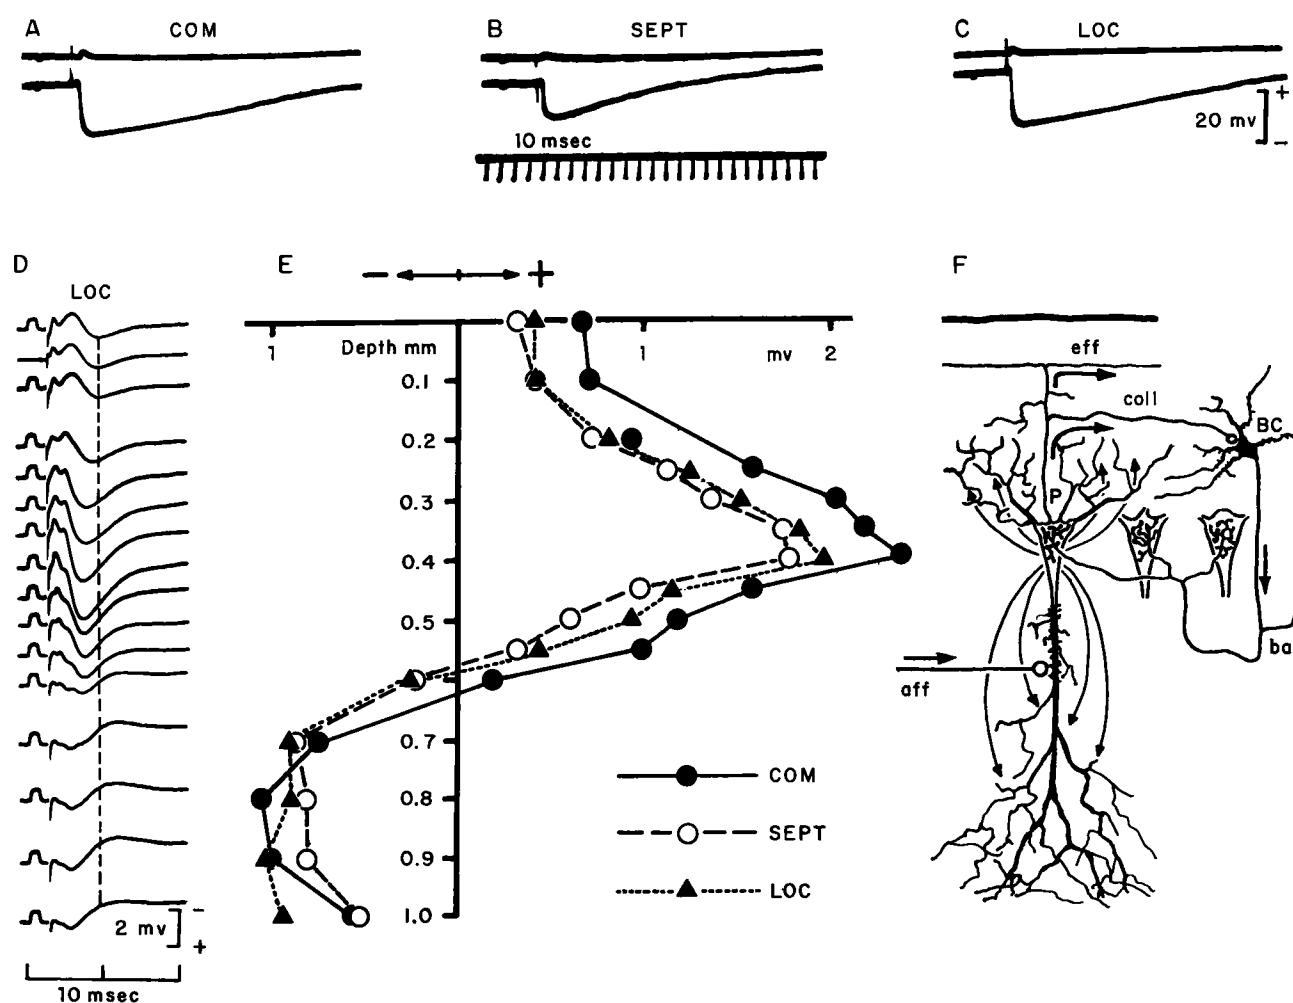 A COM
B SEPT
C LOC
+
20 mv
−
10 msec
D
LOC
E
− +
F
1 Depth mm 1 mv 2
0.1
0.2
0.3
0.4
0.5
0.6
0.7
0.8
0.9
1.0
COM
SEPT
LOC
−
2 mv
+
10 msec
eff
coll
BC
P
aff
ba